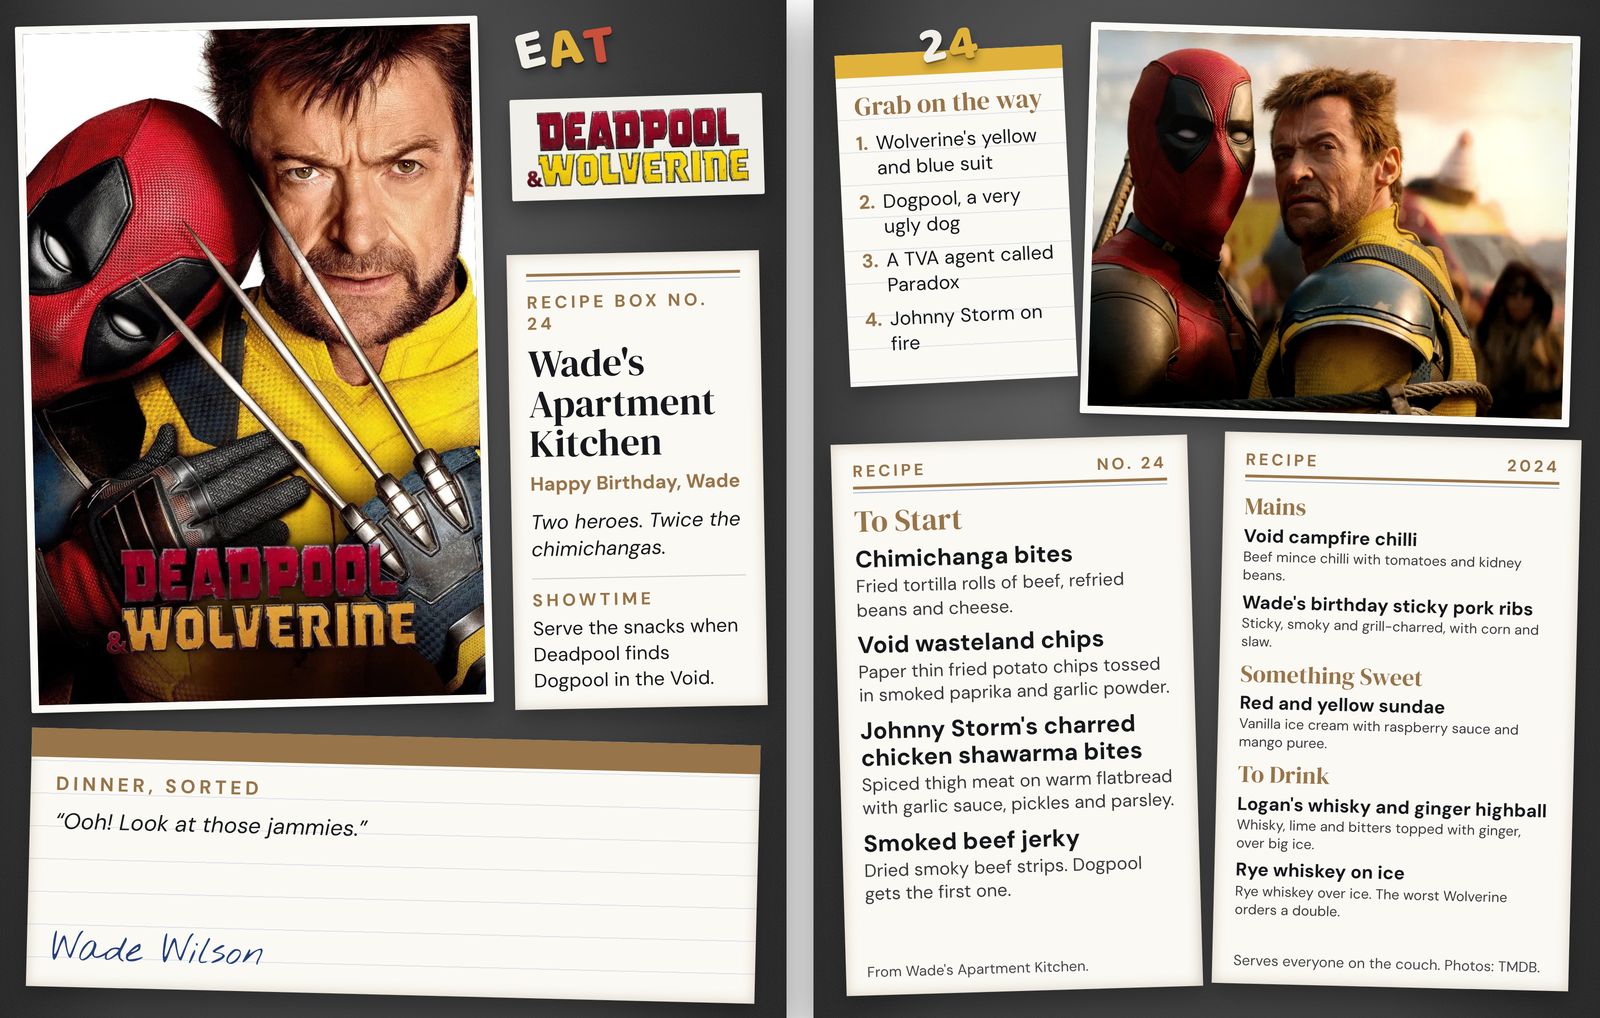 EAT
DEADPOOL
&WOLVERINE
DEADPOOL
&WOLVERINE
RECIPE BOX NO.
24
Wade's
Apartment
Kitchen
Happy Birthday, Wade
Two heroes. Twice the
chimichangas.
SHOWTIME
Serve the snacks when
Deadpool finds
Dogpool in the Void.
DINNER, SORTED
“Ooh! Look at those jammies.”
Wade Wilson
24
Grab on the way
1. Wolverine's yellow
and blue suit
2. Dogpool, a very
ugly dog
3. A TVA agent called
Paradox
4. Johnny Storm on
fire
RECIPE NO. 24
To Start
Chimichanga bites
Fried tortilla rolls of beef, refried
beans and cheese.
Void wasteland chips
Paper thin fried potato chips tossed
in smoked paprika and garlic powder.
Johnny Storm's charred
chicken shawarma bites
Spiced thigh meat on warm flatbread
with garlic sauce, pickles and parsley.
Smoked beef jerky
Dried smoky beef strips. Dogpool
gets the first one.
From Wade's Apartment Kitchen.
RECIPE 2024
Mains
Void campfire chilli
Beef mince chilli with tomatoes and kidney
beans.
Wade's birthday sticky pork ribs
Sticky, smoky and grill-charred, with corn and
slaw.
Something Sweet
Red and yellow sundae
Vanilla ice cream with raspberry sauce and
mango puree.
To Drink
Logan's whisky and ginger highball
Whisky, lime and bitters topped with ginger,
over big ice.
Rye whiskey on ice
Rye whiskey over ice. The worst Wolverine
orders a double.
Serves everyone on the couch. Photos: TMDB.